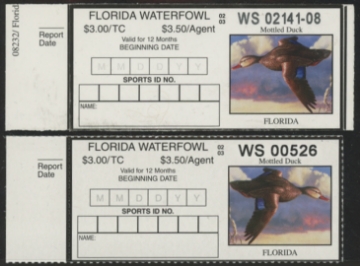 08232/ Florid
Report
Date
FLORIDA WATERFOWL
02
03
$3.00/TC $3.50/Agent
Valid for 12 Months
BEGINNING DATE
M M D D Y Y
SPORTS ID NO.
NAME:
WS 02141-08
Mottled Duck
FLORIDA
Report
Date
FLORIDA WATERFOWL
02
03
$3.00/TC $3.50/Agent
Valid for 12 Months
BEGINNING DATE
M M D D Y Y
SPORTS ID NO.
NAME:
WS 00526
Mottled Duck
FLORIDA